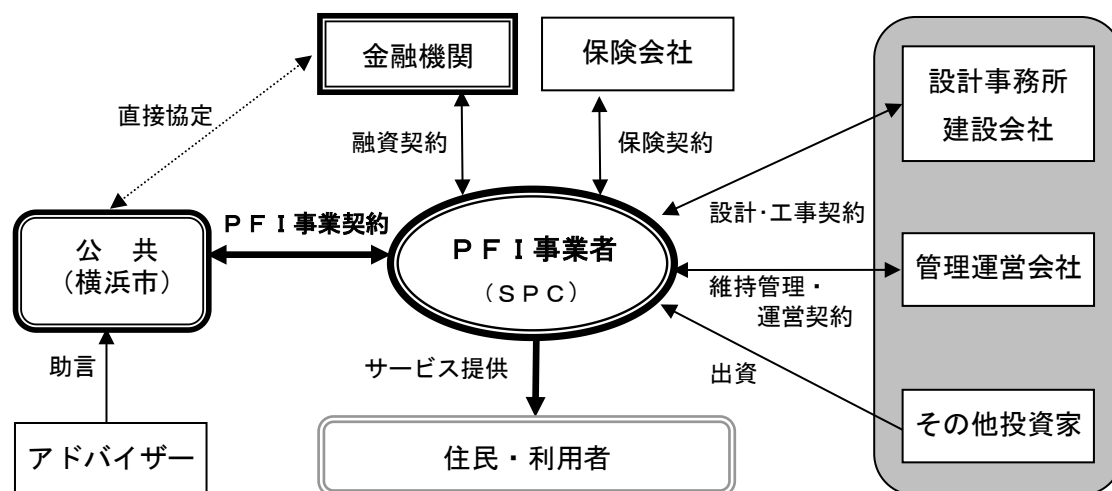 金融機関
保険会社
設計事務所
建設会社
直接協定
融資契約
保険契約
設計・工事契約
公　共
（横浜市）
ＰＦＩ事業契約
ＰＦＩ事業者
（ＳＰＣ）
管理運営会社
維持管理・
運営契約
助言
サービス提供
出資
アドバイザー
住民・利用者
その他投資家